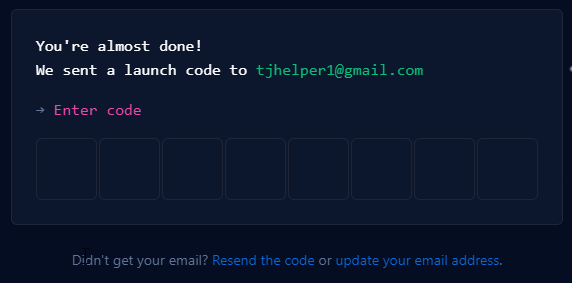 You're almost done!
We sent a launch code to tjhelper1@gmail.com
→ Enter code
Didn't get your email? Resend the code or update your email address.